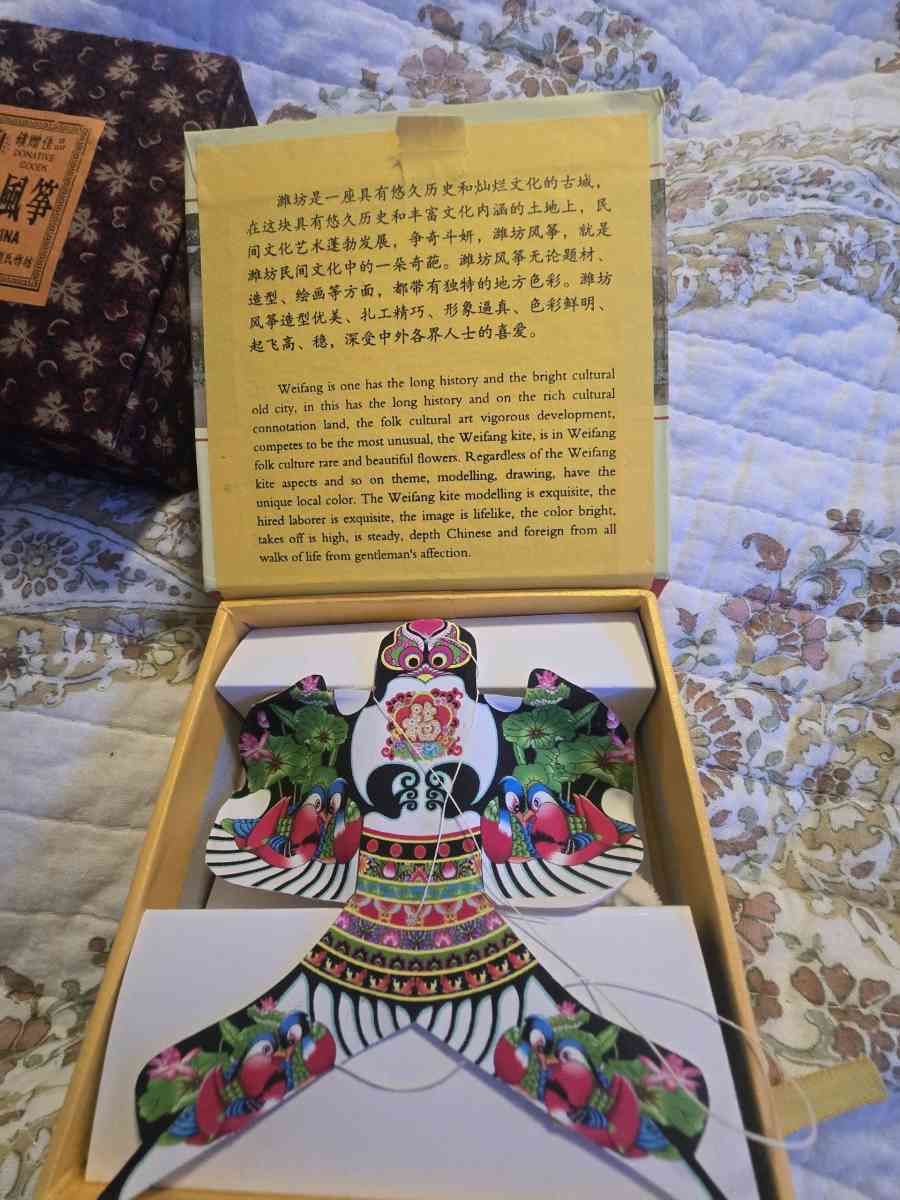 雅赠佳品
DONATIVE
GOODS
風筝
潍坊是一座具有悠久历史和灿烂文化的古城，
在这块具有悠久历史和丰富文化内涵的土地上，民
间文化艺术蓬勃发展，争奇斗妍，潍坊风筝，就是
潍坊民间文化中的一朵奇葩。潍坊风筝无论题材、
造型、绘画等方面，都带有独特的地方色彩。潍坊
风筝造型优美、扎工精巧、形象逼真、色彩鲜明、
起飞高、稳，深受中外各界人士的喜爱。
Weifang is one has the long history and the bright cultural
old city, in this has the long history and on the rich cultural
connotation land, the folk cultural art vigorous development,
competes to be the most unusual, the Weifang kite, is in Weifang
folk culture rare and beautiful flowers. Regardless of the Weifang
kite aspects and so on theme, modelling, drawing, have the
unique local color. The Weifang kite modelling is exquisite, the
hired laborer is exquisite, the image is lifelike, the color bright,
takes off is high, is steady, depth Chinese and foreign from all
walks of life from gentleman's affection.